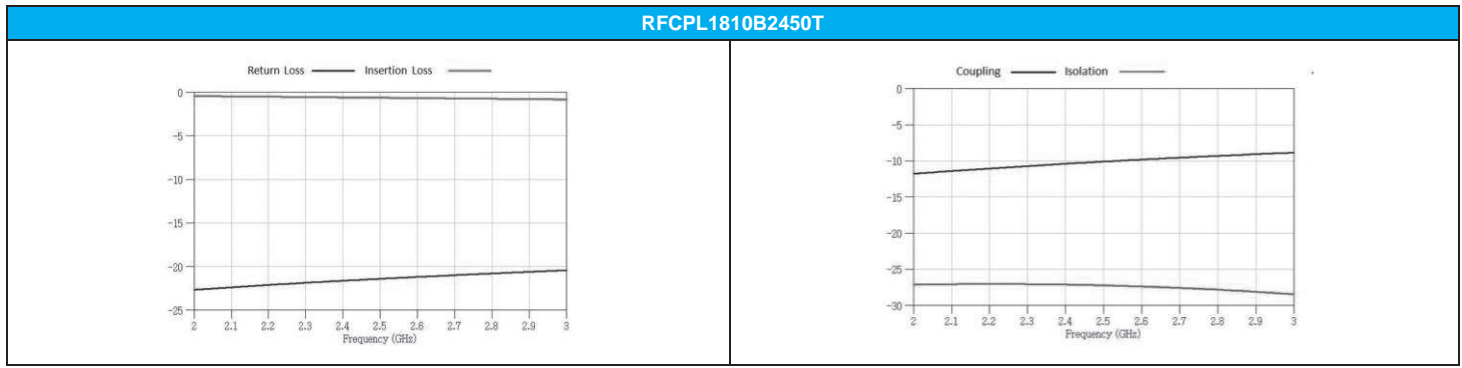 RFCPL1810B2450T
Return Loss Insertion Loss
0
-5
-10
-15
-20
-25
2 2.1 2.2 2.3 2.4 2.5 2.6 2.7 2.8 2.9 3
Frequency (GHz)
Coupling Isolation
0
-5
-10
-15
-20
-25
-30
2 2.1 2.2 2.3 2.4 2.5 2.6 2.7 2.8 2.9 3
Frequency (GHz)